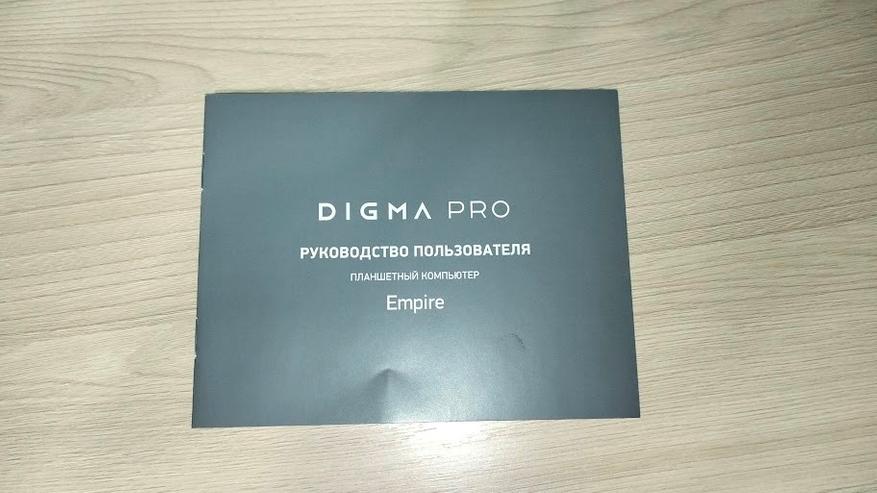 DIGMA PRO
РУКОВОДСТВО ПОЛЬЗОВАТЕЛЯ
ПЛАНШЕТНЫЙ КОМПЬЮТЕР
Empire